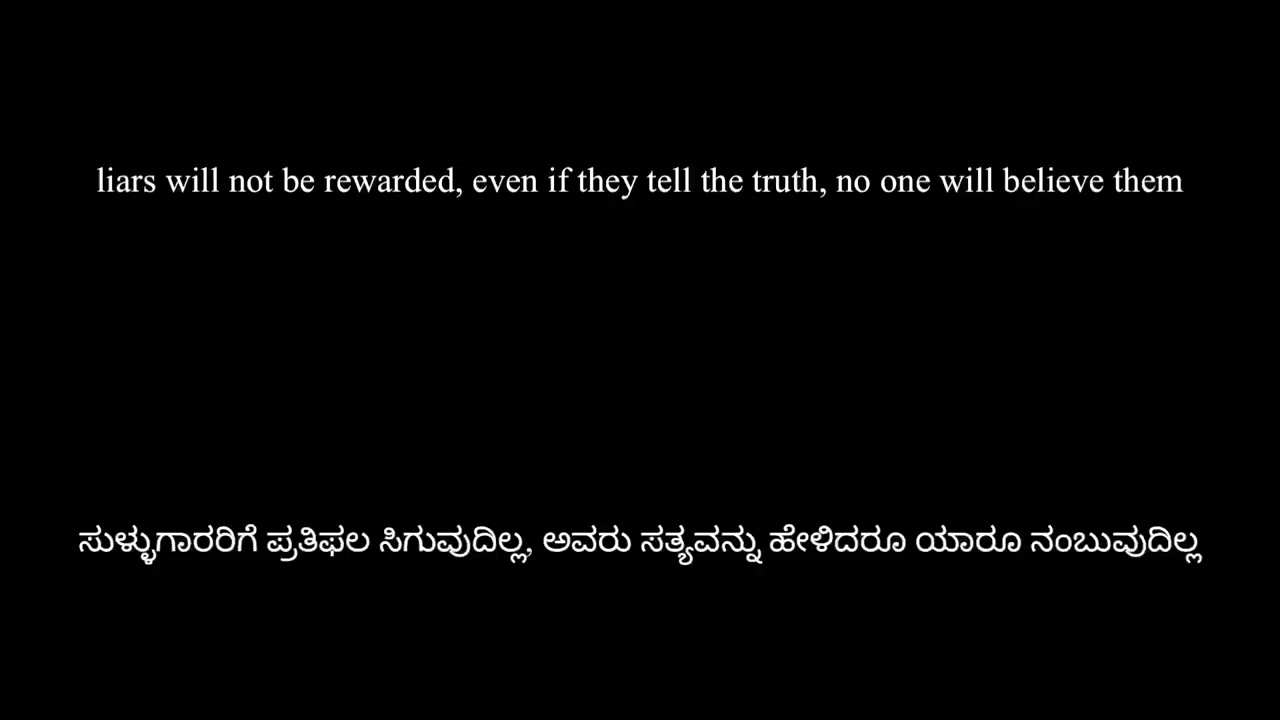 liars will not be rewarded, even if they tell the truth, no one will believe them
ಸುಳ್ಳುಗಾರರಿಗೆ ಪ್ರತಿಫಲ ಸಿಗುವುದಿಲ್ಲ, ಅವರು ಸತ್ಯವನ್ನು ಹೇಳಿದರೂ ಯಾರೂ ನಂಬುವುದಿಲ್ಲ